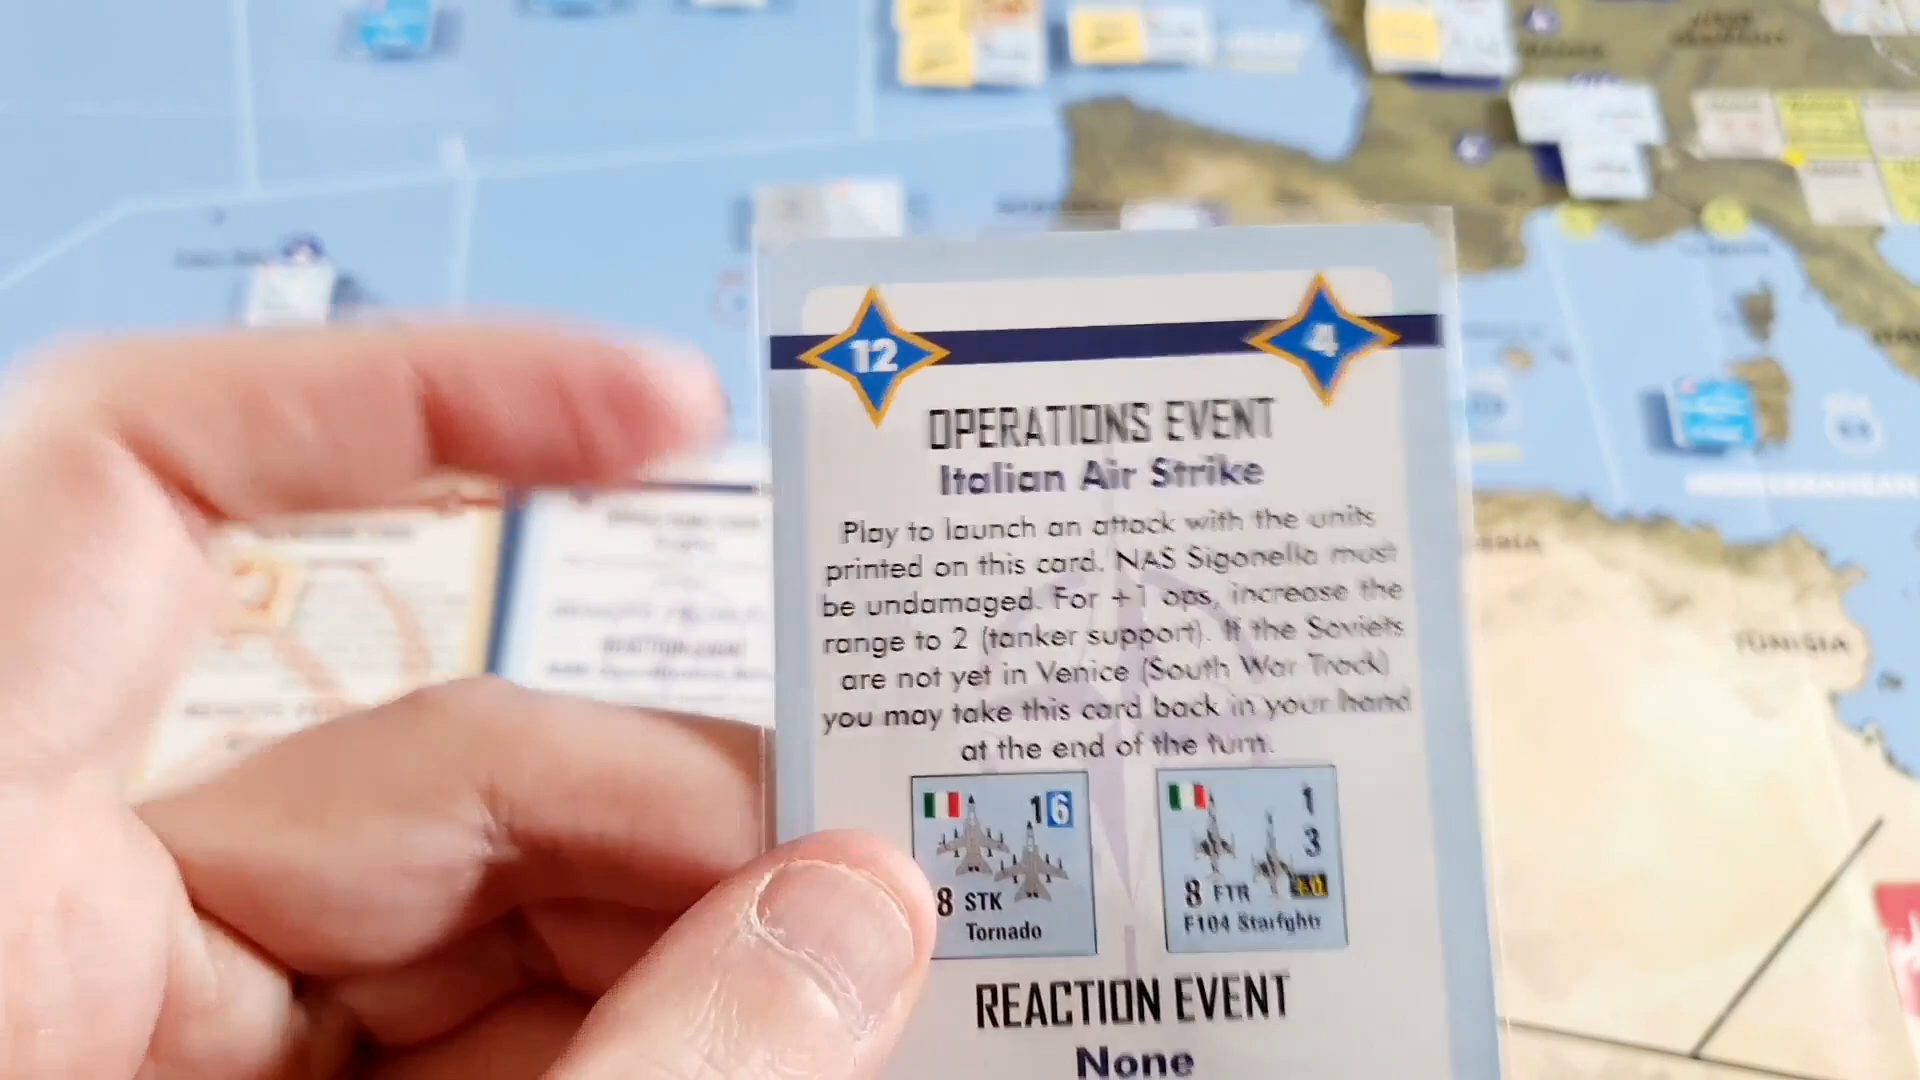 12
4
OPERATIONS EVENT
Italian Air Strike
Play to launch an attack with the units
printed on this card. NAS Sigonella must
be undamaged. For +1 ops, increase the
range to 2 (tanker support). If the Soviets
are not yet in Venice (South War Track)
you may take this card back in your hand
at the end of the turn.
1 6
8 STK
Tornado
1
3
8 FTR
F104 Starfghtr
REACTION EVENT
None
TUNISIA